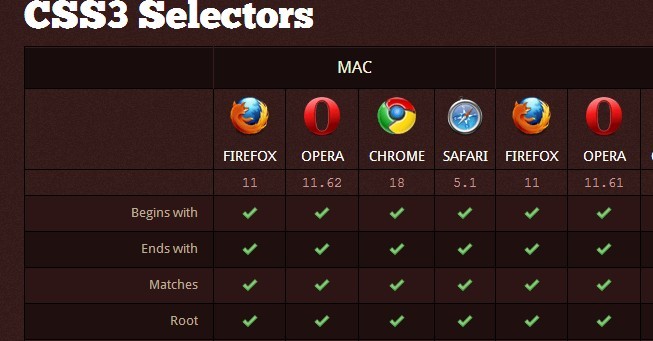 CSS3 Selectors
MAC
FIREFOX OPERA CHROME SAFARI FIREFOX OPERA
11 11.62 18 5.1 11 11.61
Begins with
Ends with
Matches
Root